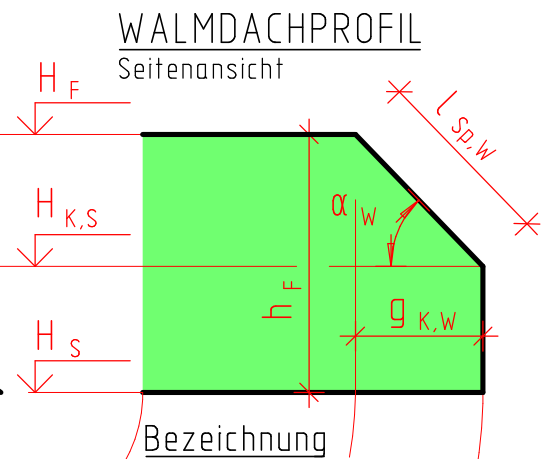 WALMDACHPROFIL
Seitenansicht
H F
l Sp,W
H K,S
α W
h F
g K,W
H S
Bezeichnung